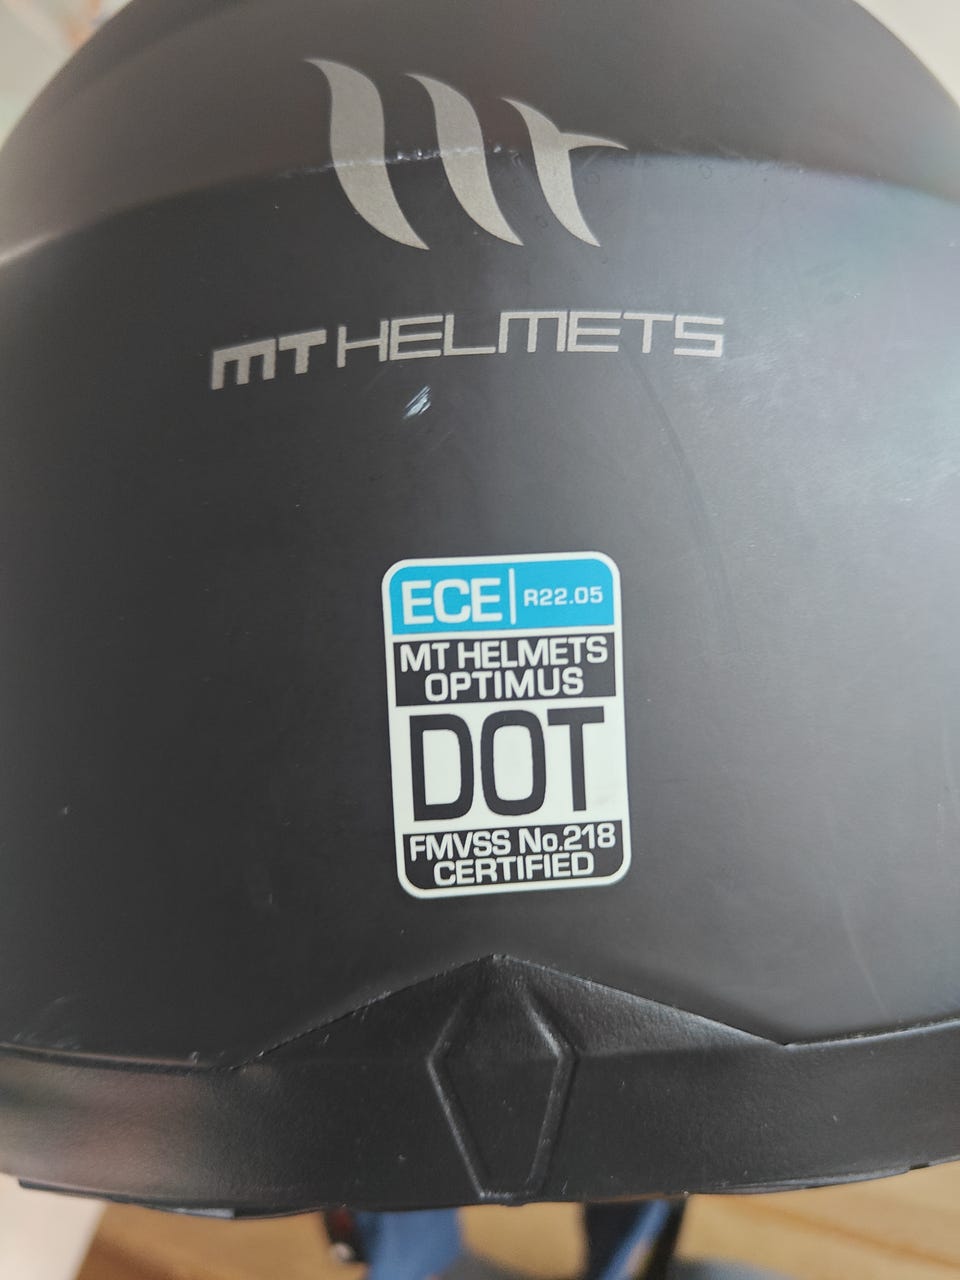 MT HELMETS
ECE | R22.05
MT HELMETS
OPTIMUS
DOT
FMVSS No.218
CERTIFIED